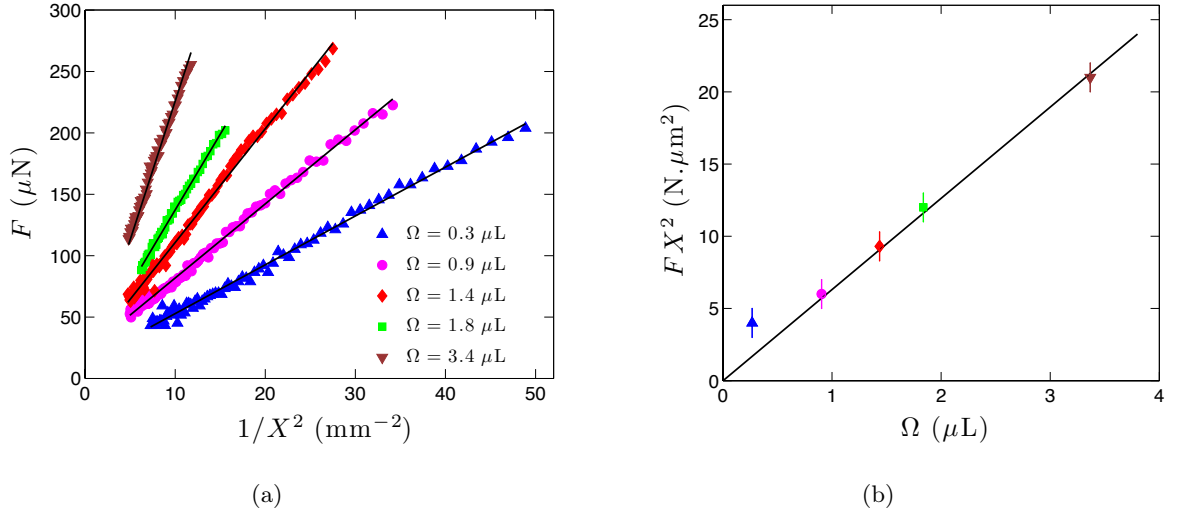 300
250
200
150
100
50
0
F (μN)
Ω = 0.3 μL
Ω = 0.9 μL
Ω = 1.4 μL
Ω = 1.8 μL
Ω = 3.4 μL
0 10 20 30 40 50
1/X² (mm⁻²)
(a)
25
20
15
10
5
0
FX² (N.μm²)
0 1 2 3 4
Ω (μL)
(b)